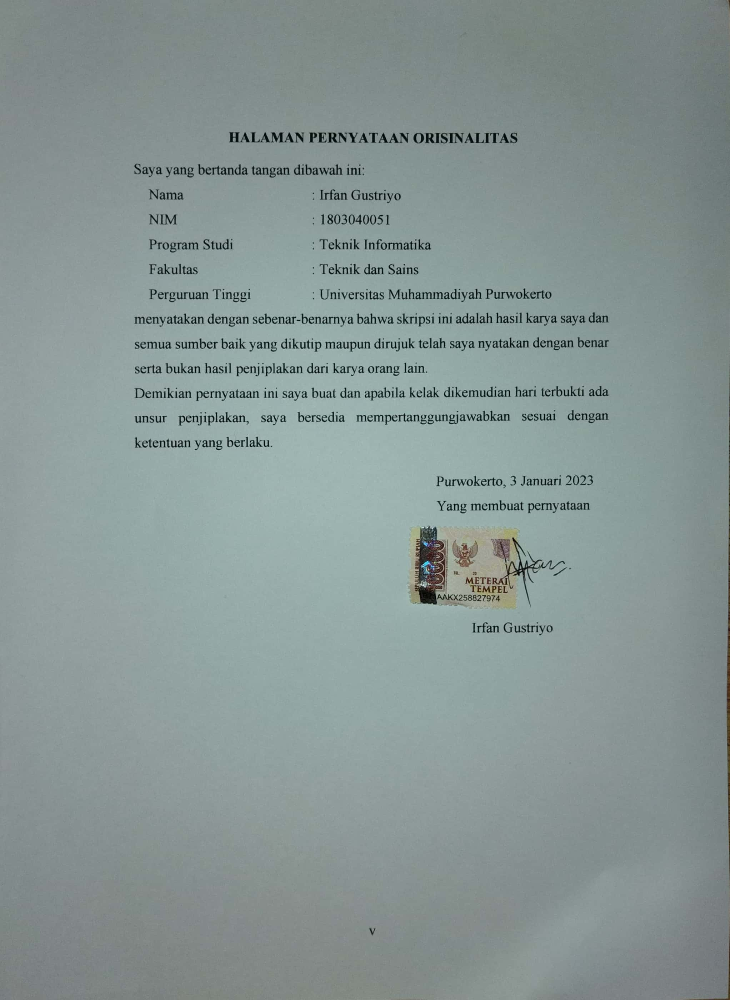 HALAMAN PERNYATAAN ORISINALITAS
Saya yang bertanda tangan dibawah ini:
Nama : Irfan Gustriyo
NIM : 1803040051
Program Studi : Teknik Informatika
Fakultas : Teknik dan Sains
Perguruan Tinggi : Universitas Muhammadiyah Purwokerto
menyatakan dengan sebenar-benarnya bahwa skripsi ini adalah hasil karya saya dan
semua sumber baik yang dikutip maupun dirujuk telah saya nyatakan dengan benar
serta bukan hasil penjiplakan dari karya orang lain.
Demikian pernyataan ini saya buat dan apabila kelak dikemudian hari terbukti ada
unsur penjiplakan, saya bersedia mempertanggungjawabkan sesuai dengan
ketentuan yang berlaku.
Purwokerto, 3 Januari 2023
Yang membuat pernyataan
SEPULUH RIBU RUPIAH
10000
TGL. 20
METERAI
TEMPEL
AAKX258827974
Irfan Gustriyo
v